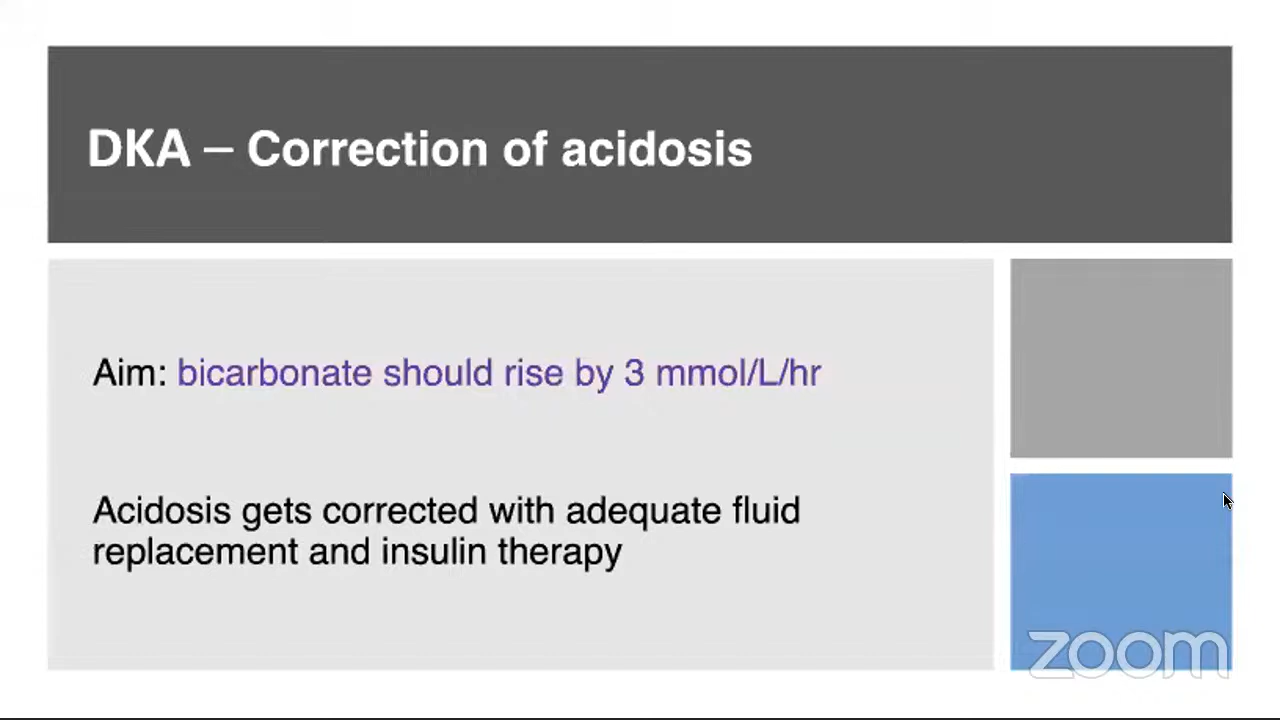 DKA – Correction of acidosis
Aim: bicarbonate should rise by 3 mmol/L/hr
Acidosis gets corrected with adequate fluid
replacement and insulin therapy
zoom